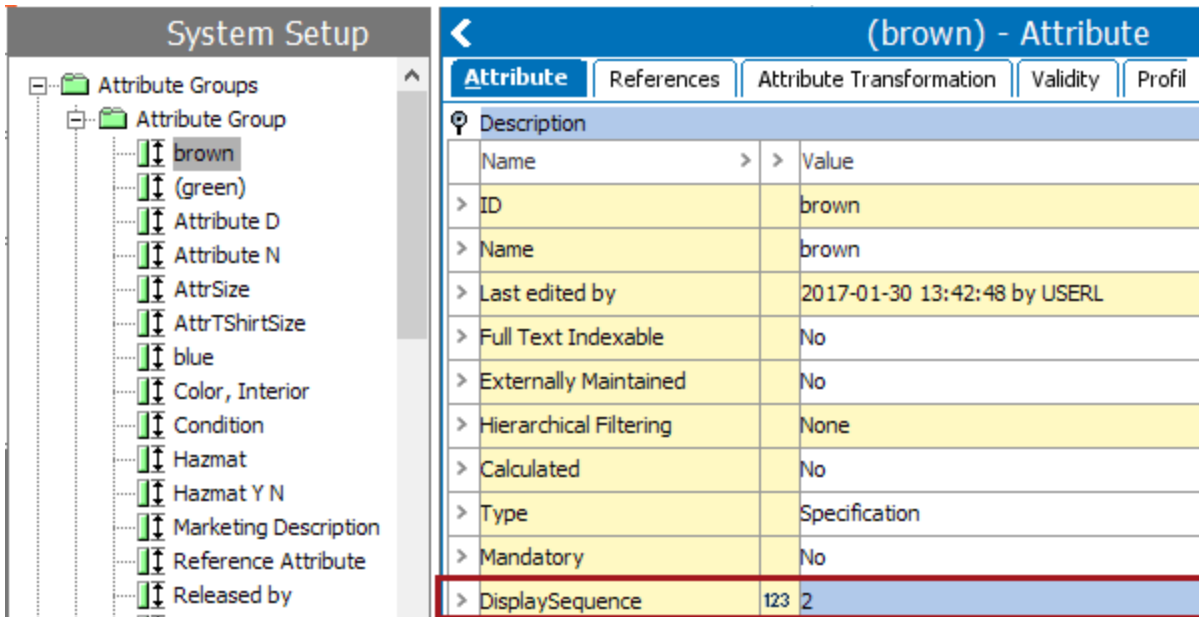 System Setup
Attribute Groups
Attribute Group
brown
(green)
Attribute D
Attribute N
AttrSize
AttrTShirtSize
blue
Color, Interior
Condition
Hazmat
Hazmat Y N
Marketing Description
Reference Attribute
Released by
(brown) - Attribute
Attribute References Attribute Transformation Validity Profil
Description
Name > > Value
> ID brown
> Name brown
> Last edited by 2017-01-30 13:42:48 by USERL
> Full Text Indexable No
> Externally Maintained No
> Hierarchical Filtering None
> Calculated No
> Type Specification
> Mandatory No
> DisplaySequence 123 2